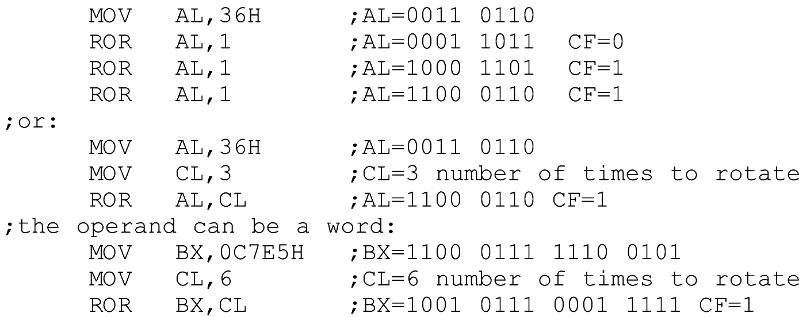 MOV AL,36H ;AL=0011 0110
ROR AL,1 ;AL=0001 1011 CF=0
ROR AL,1 ;AL=1000 1101 CF=1
ROR AL,1 ;AL=1100 0110 CF=1
;or:
MOV AL,36H ;AL=0011 0110
MOV CL,3 ;CL=3 number of times to rotate
ROR AL,CL ;AL=1100 0110 CF=1
;the operand can be a word:
MOV BX,0C7E5H ;BX=1100 0111 1110 0101
MOV CL,6 ;CL=6 number of times to rotate
ROR BX,CL ;BX=1001 0111 0001 1111 CF=1